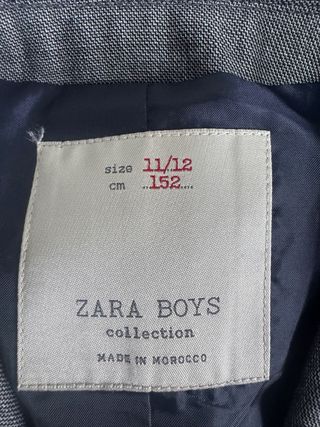 size 11/12
cm 152
ZARA BOYS
collection
MADE IN MOROCCO